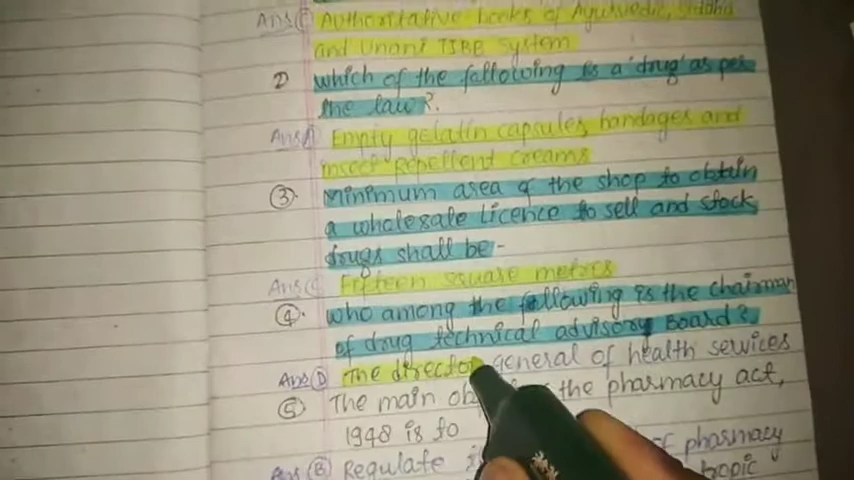 Ans(C) Authoritative books of Ayurvedic, siddha
and Unani TIBB System
2) which of the following is a 'drug' as per
the law?.
Ans(A) Empty gelatin capsules, bandages and
insect repellent creams
(3). Minimum area of the shop to obtain
a wholesale licence to sell and stock
drugs shall be-
Ans(C) Fifteen square metres
(4). who among the following is the chairman
of drug technical advisory Board?.
Ans(D) The director general of health services
(5) The main the pharmacy act,
1948 is to
Ans(B) Regulate of pharmacy